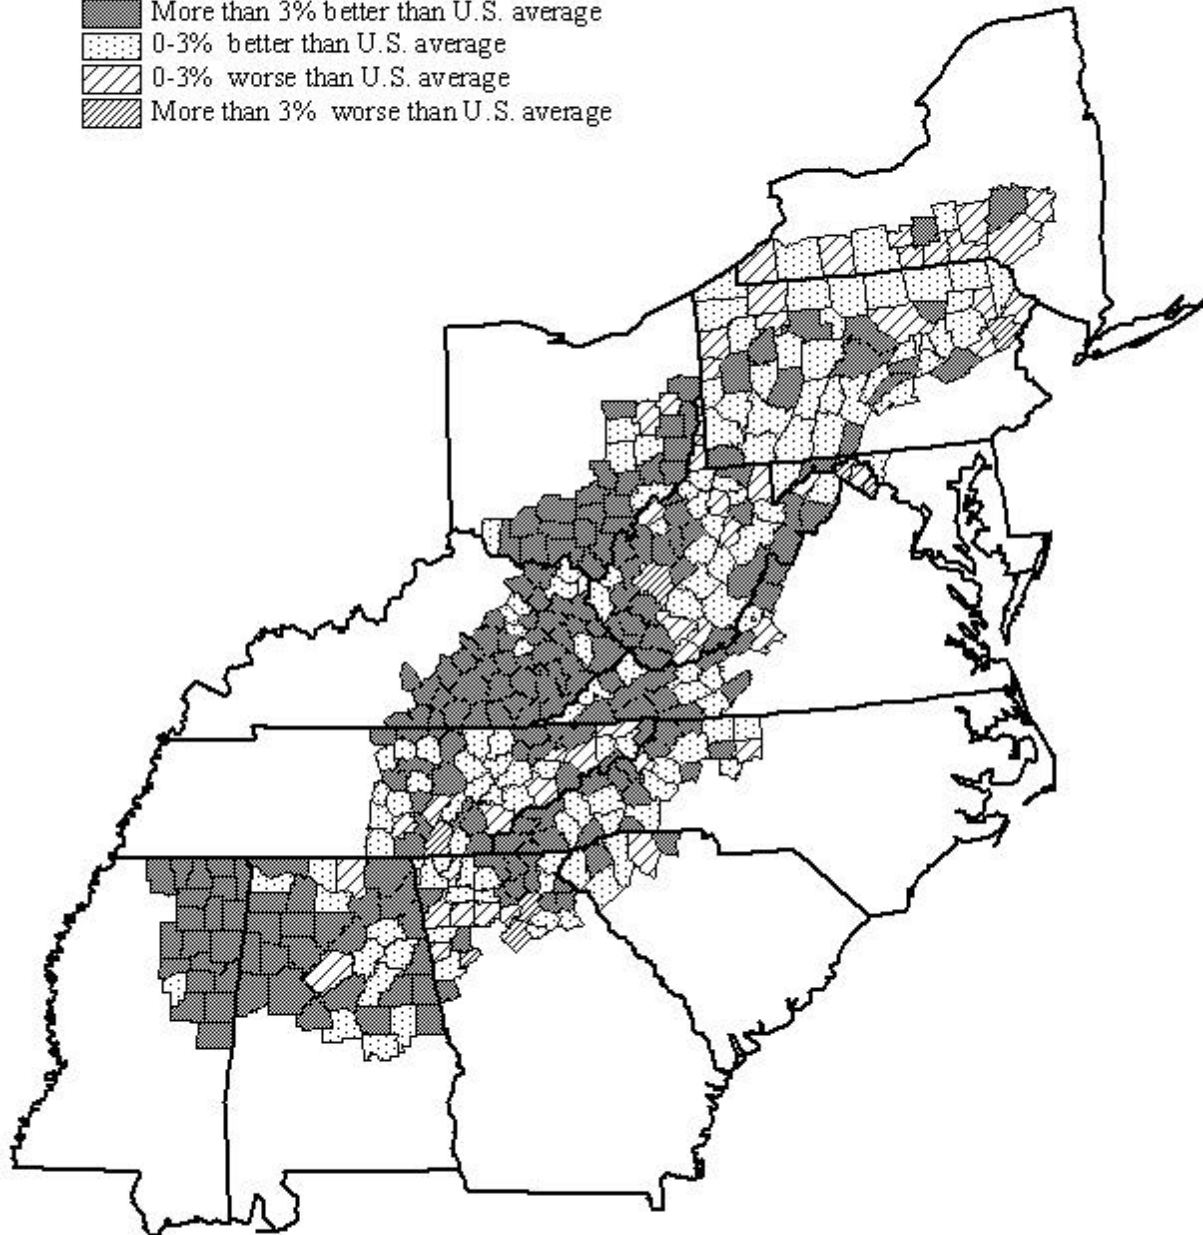 More than 3% better than U.S. average
0-3% better than U.S. average
0-3% worse than U.S. average
More than 3% worse than U.S. average